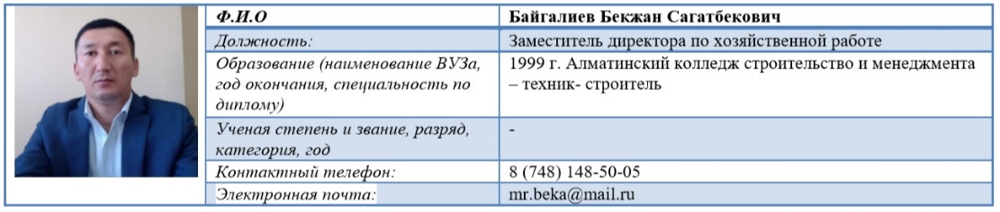 Ф.И.О
Байгалиев Бекжан Сагатбекович
Должность:
Заместитель директора по хозяйственной работе
Образование (наименование ВУЗа,
год окончания, специальность по
диплому)
1999 г. Алматинский колледж строительство и менеджмента
– техник- строитель
Ученая степень и звание, разряд,
категория, год
-
Контактный телефон:
8 (748) 148-50-05
Электронная почта:
mr.beka@mail.ru